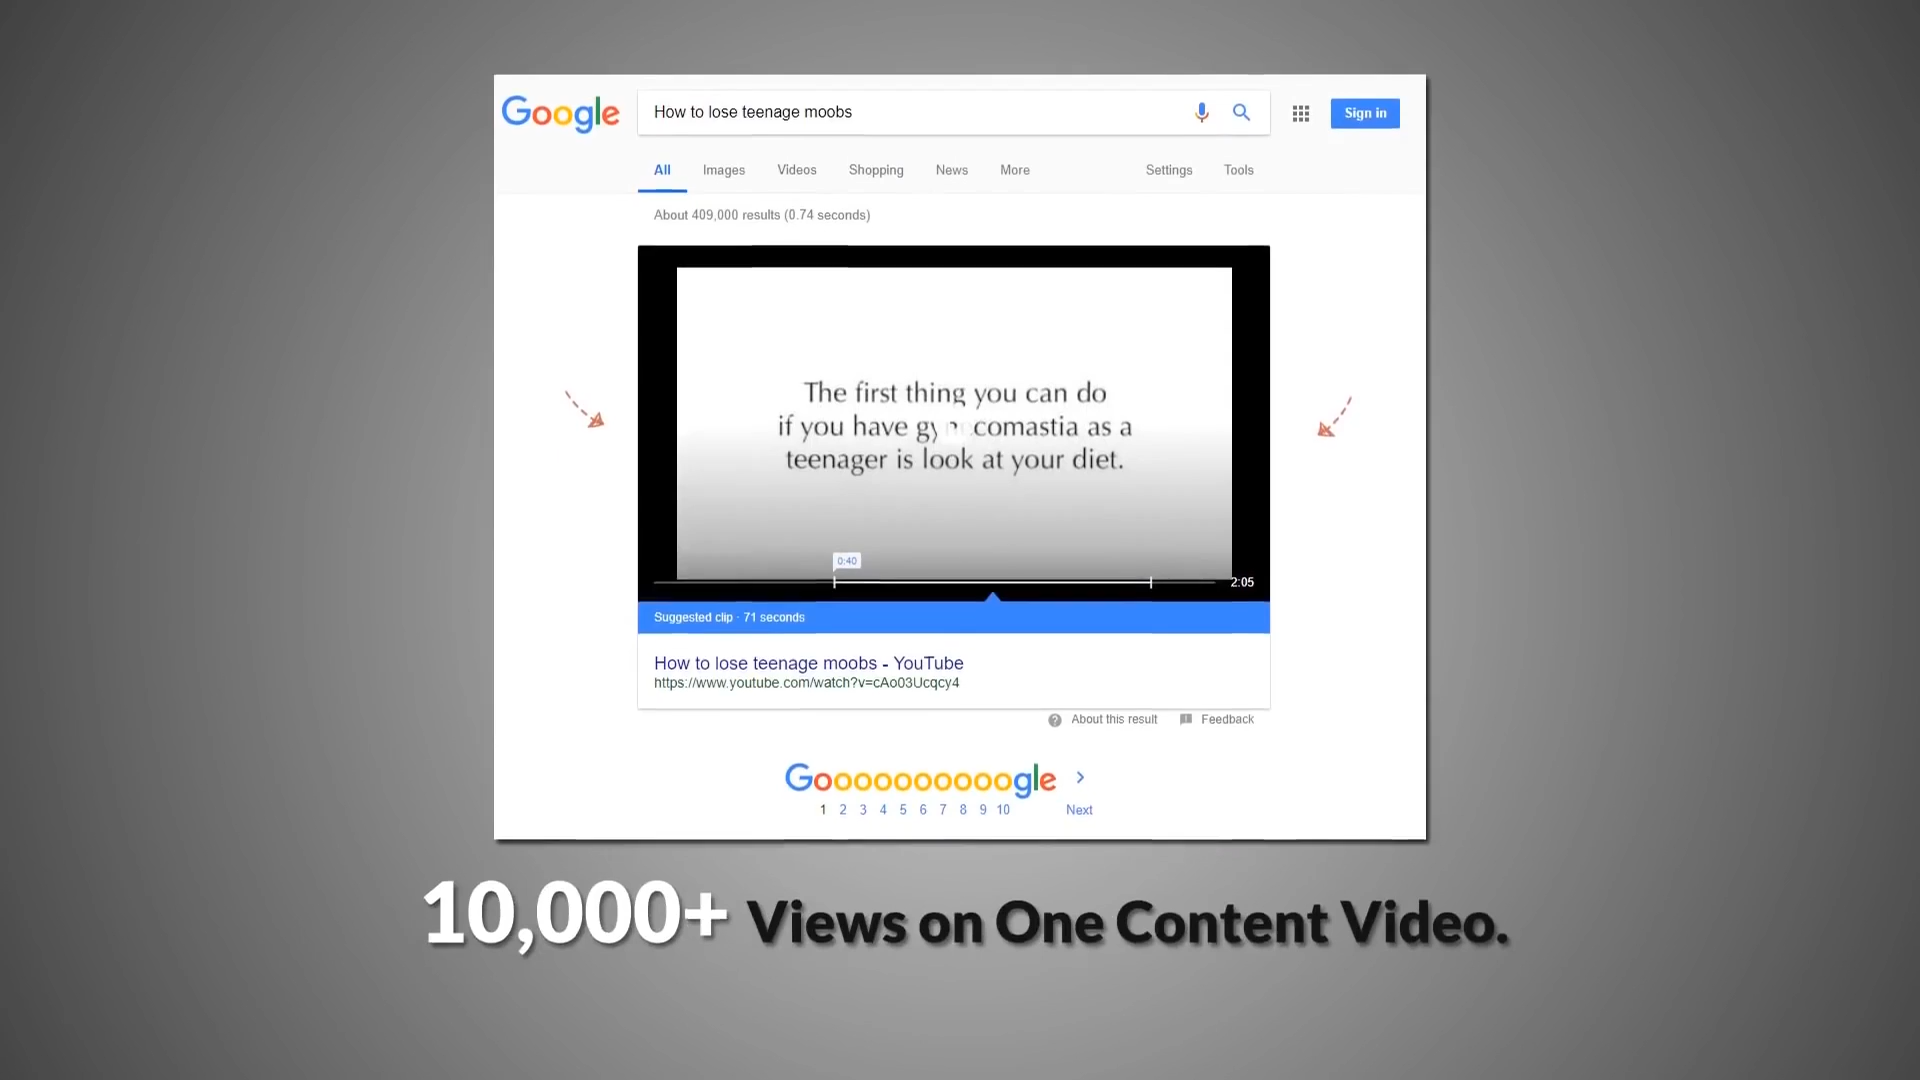 Google
How to lose teenage moobs
Sign in
All Images Videos Shopping News More Settings Tools
About 409,000 results (0.74 seconds)
The first thing you can do
if you have as a
teenager is look at your diet.
0:40
2:05
Suggested clip · 71 seconds
How to lose teenage moobs - YouTube
https://www.youtube.com/watch?v=cAo03Ucqcy4
About this result Feedback
Goooooooooogle >
1 2 3 4 5 6 7 8 9 10 Next
10,000+ Views on One Content Video.